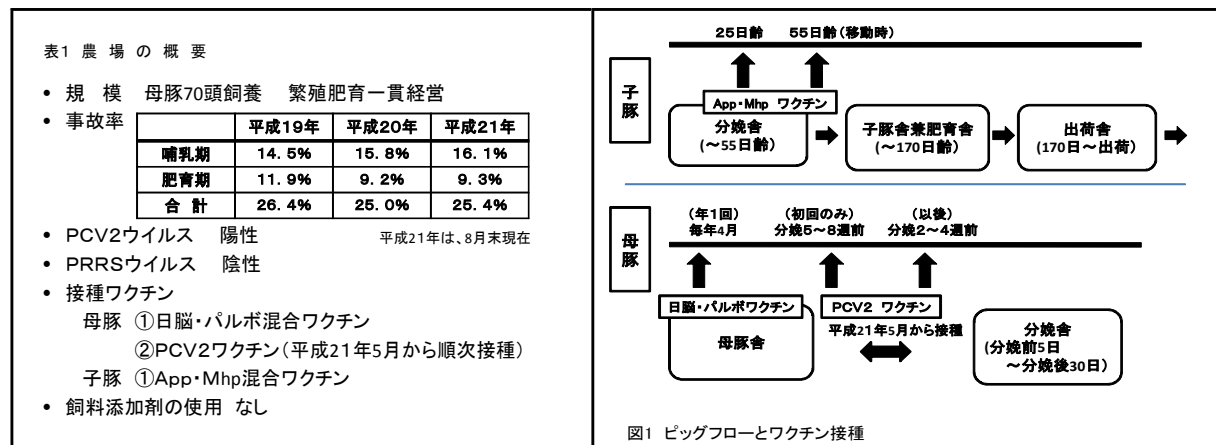 表1 農 場 の 概 要
• 規　模　母豚70頭飼養　繁殖肥育一貫経営
• 事故率
平成19年 平成20年 平成21年
哺乳期 14.5% 15.8% 16.1%
肥育期 11.9% 9.2% 9.3%
合 計 26.4% 25.0% 25.4%
• PCV2ウイルス　陽性　平成21年は、8月末現在
• PRRSウイルス　陰性
• 接種ワクチン
母豚 ①日脳・パルボ混合ワクチン
②PCV2ワクチン(平成21年5月から順次接種)
子豚 ①App・Mhp混合ワクチン
• 飼料添加剤の使用 なし
25日齢 55日齢(移動時)
子豚
App・Mhp ワクチン
分娩舎
(～55日齢)
子豚舎兼肥育舎
(～170日齢)
出荷舎
(170日～出荷)
(年1回) (初回のみ) (以後)
毎年4月 分娩5～8週前 分娩2～4週前
母豚
日脳・パルボワクチン PCV2 ワクチン
平成21年5月から接種
母豚舎
分娩舎
(分娩前5日
～分娩後30日)
図1 ピッグフローとワクチン接種